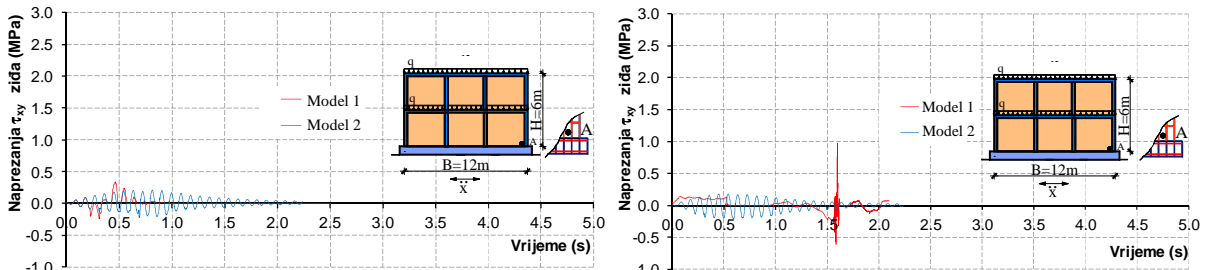 Naprezanja τxy ziđa (MPa)
3.0
2.5
2.0
1.5
1.0
0.5
0.0
-0.5
-1.0
0.0 0.5 1.0 1.5 2.0 2.5 3.0 3.5 4.0 4.5 5.0
Vrijeme (s)
Model 1
Model 2
q
q
H=6m
A
A
B=12m
ẍ
Naprezanja τxy ziđa (MPa)
3.0
2.5
2.0
1.5
1.0
0.5
0.0
-0.5
-1.0
0.0 0.5 1.0 1.5 2.0 2.5 3.0 3.5 4.0 4.5 5.0
Vrijeme (s)
Model 1
Model 2
q
q
H=6m
A
A
B=12m
ẍ